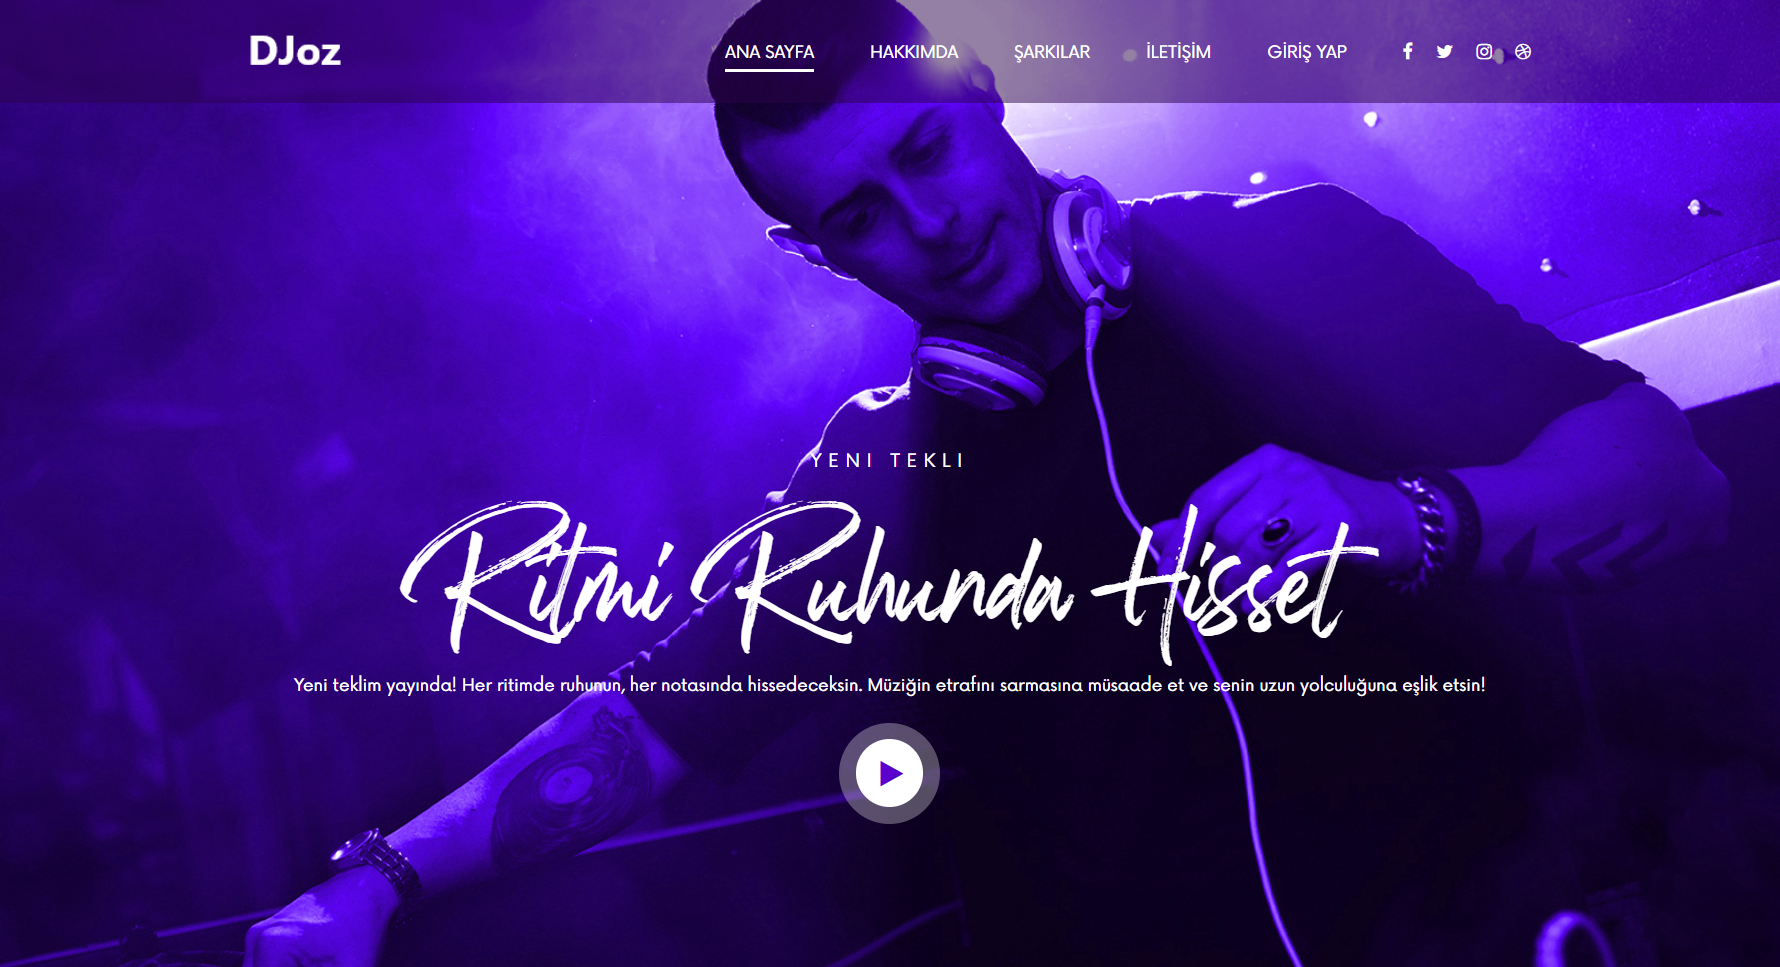 DJoz
ANA SAYFA HAKKIMDA ŞARKILAR İLETİŞİM GİRİŞ YAP
YENI TEKLI
Ritmi Ruhunda Hisset
Yeni teklim yayında! Her ritimde ruhunun, her notasında hissedeceksin. Müziğin etrafını sarmasına müsaade et ve senin uzun yolculuğuna eşlik etsin!